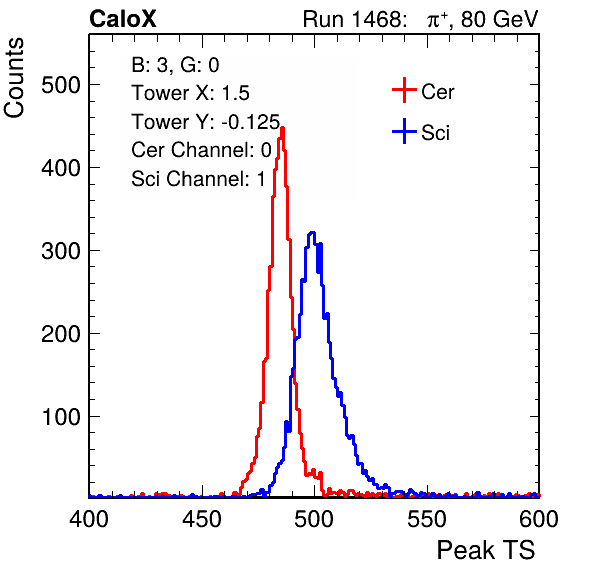 CaloX Run 1468: π+, 80 GeV
Counts
B: 3, G: 0
Tower X: 1.5
Tower Y: -0.125
Cer Channel: 0
Sci Channel: 1
Cer
Sci
500
400
300
200
100
400 450 500 550 600
Peak TS